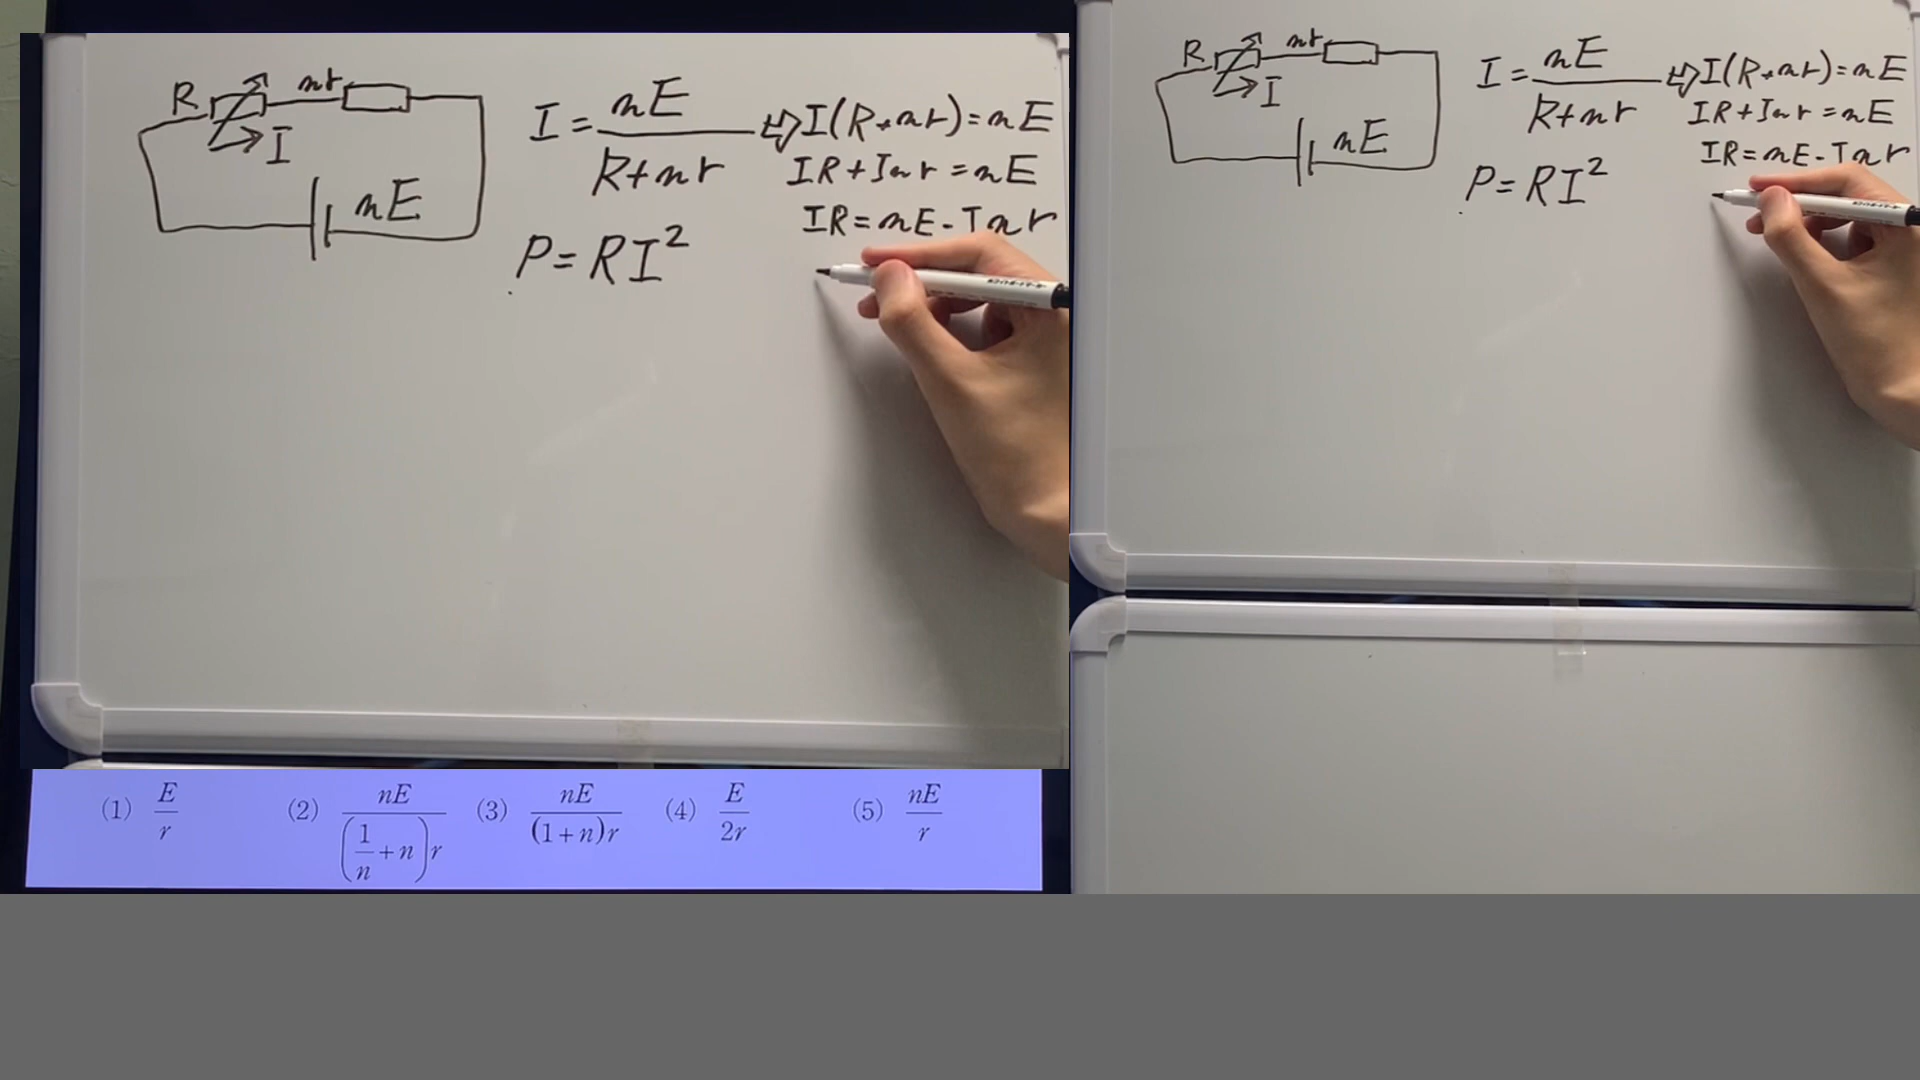 R nr
I
nE
I = nE / R+nr ⇨ I(R+nr)=nE
IR+Inr=nE
IR=nE-Inr
P=RI²
(1) E/r (2) nE/(1/n+n)r (3) nE/(1+n)r (4) E/2r (5) nE/r
R nr
I
nE
I = nE / R+nr ⇨ I(R+nr)=nE
IR+Inr=nE
IR=nE-Inr
P=RI²